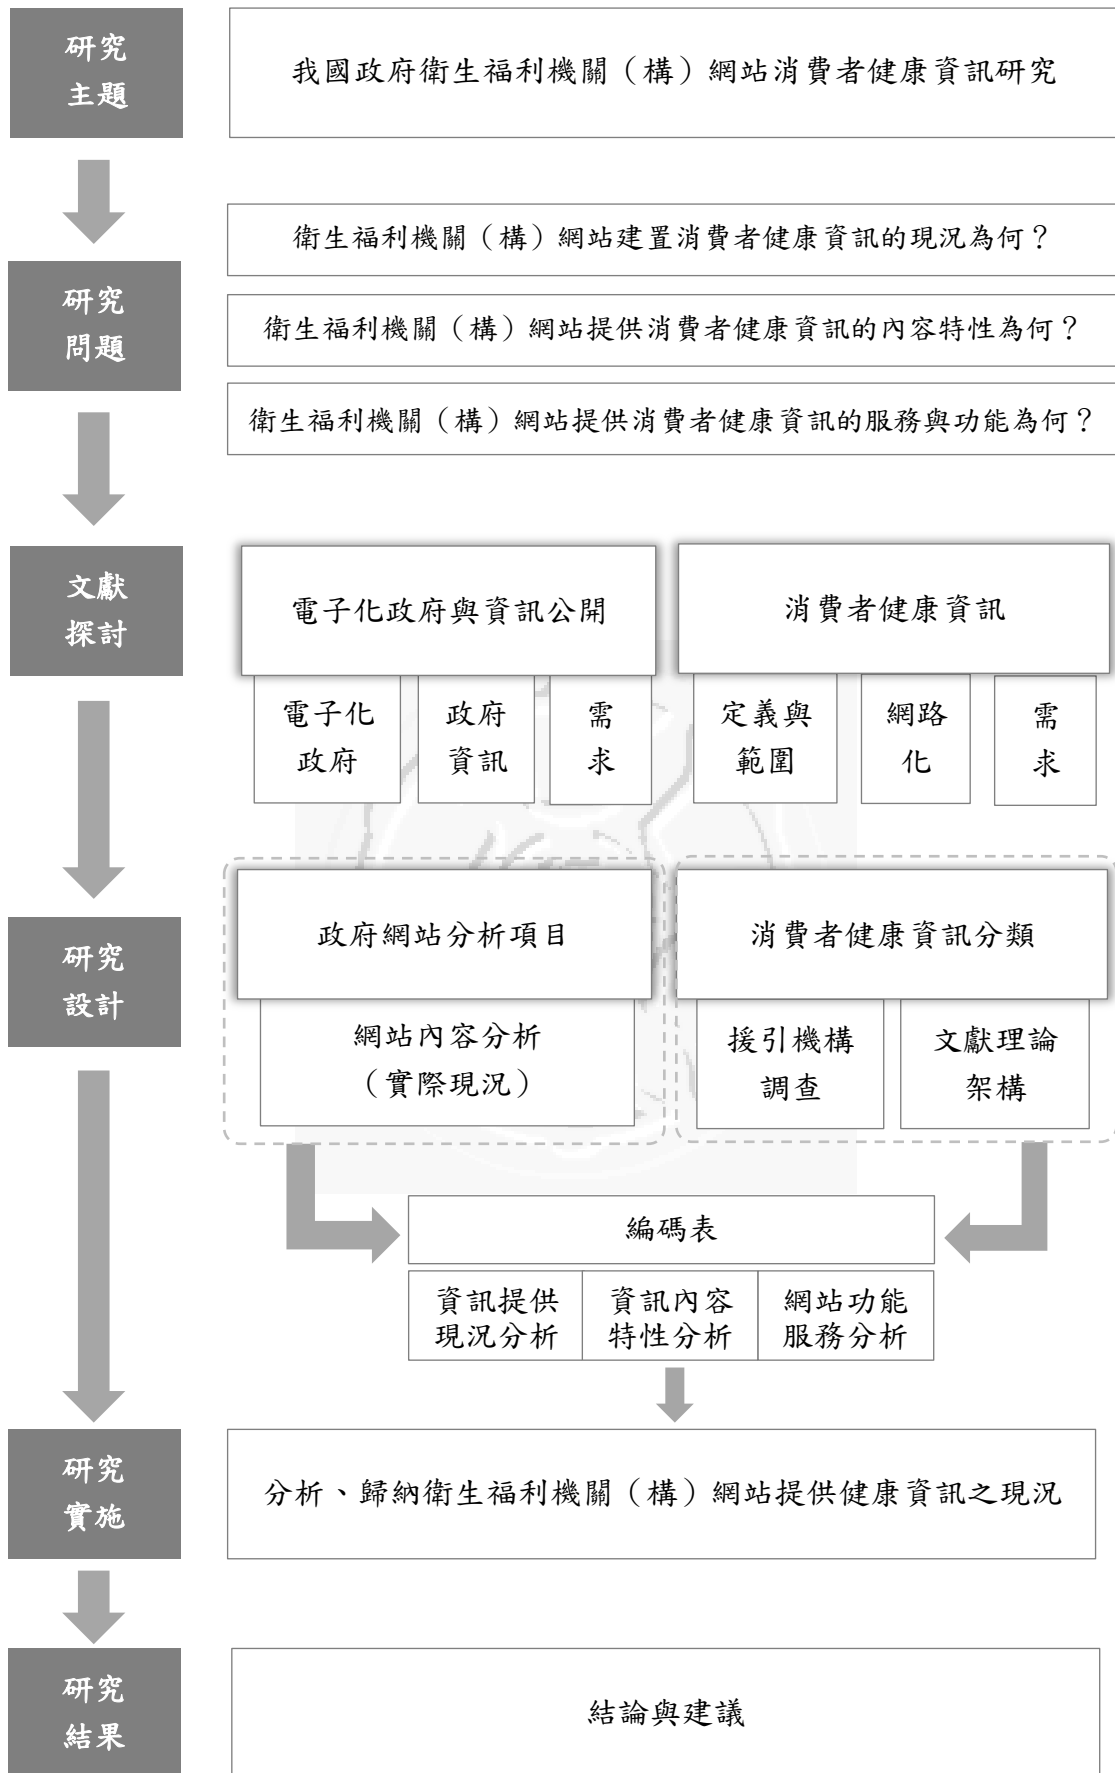 研究
主題
我國政府衛生福利機關（構）網站消費者健康資訊研究
研究
問題
衛生福利機關（構）網站建置消費者健康資訊的現況為何？
衛生福利機關（構）網站提供消費者健康資訊的內容特性為何？
衛生福利機關（構）網站提供消費者健康資訊的服務與功能為何？
文獻
探討
電子化政府與資訊公開
電子化
政府
政府
資訊
需
求
消費者健康資訊
定義與
範圍
網路
化
需
求
研究
設計
政府網站分析項目
網站內容分析
（實際現況）
消費者健康資訊分類
援引機構
調查
文獻理論
架構
編碼表
資訊提供
現況分析
資訊內容
特性分析
網站功能
服務分析
研究
實施
分析、歸納衛生福利機關（構）網站提供健康資訊之現況
研究
結果
結論與建議